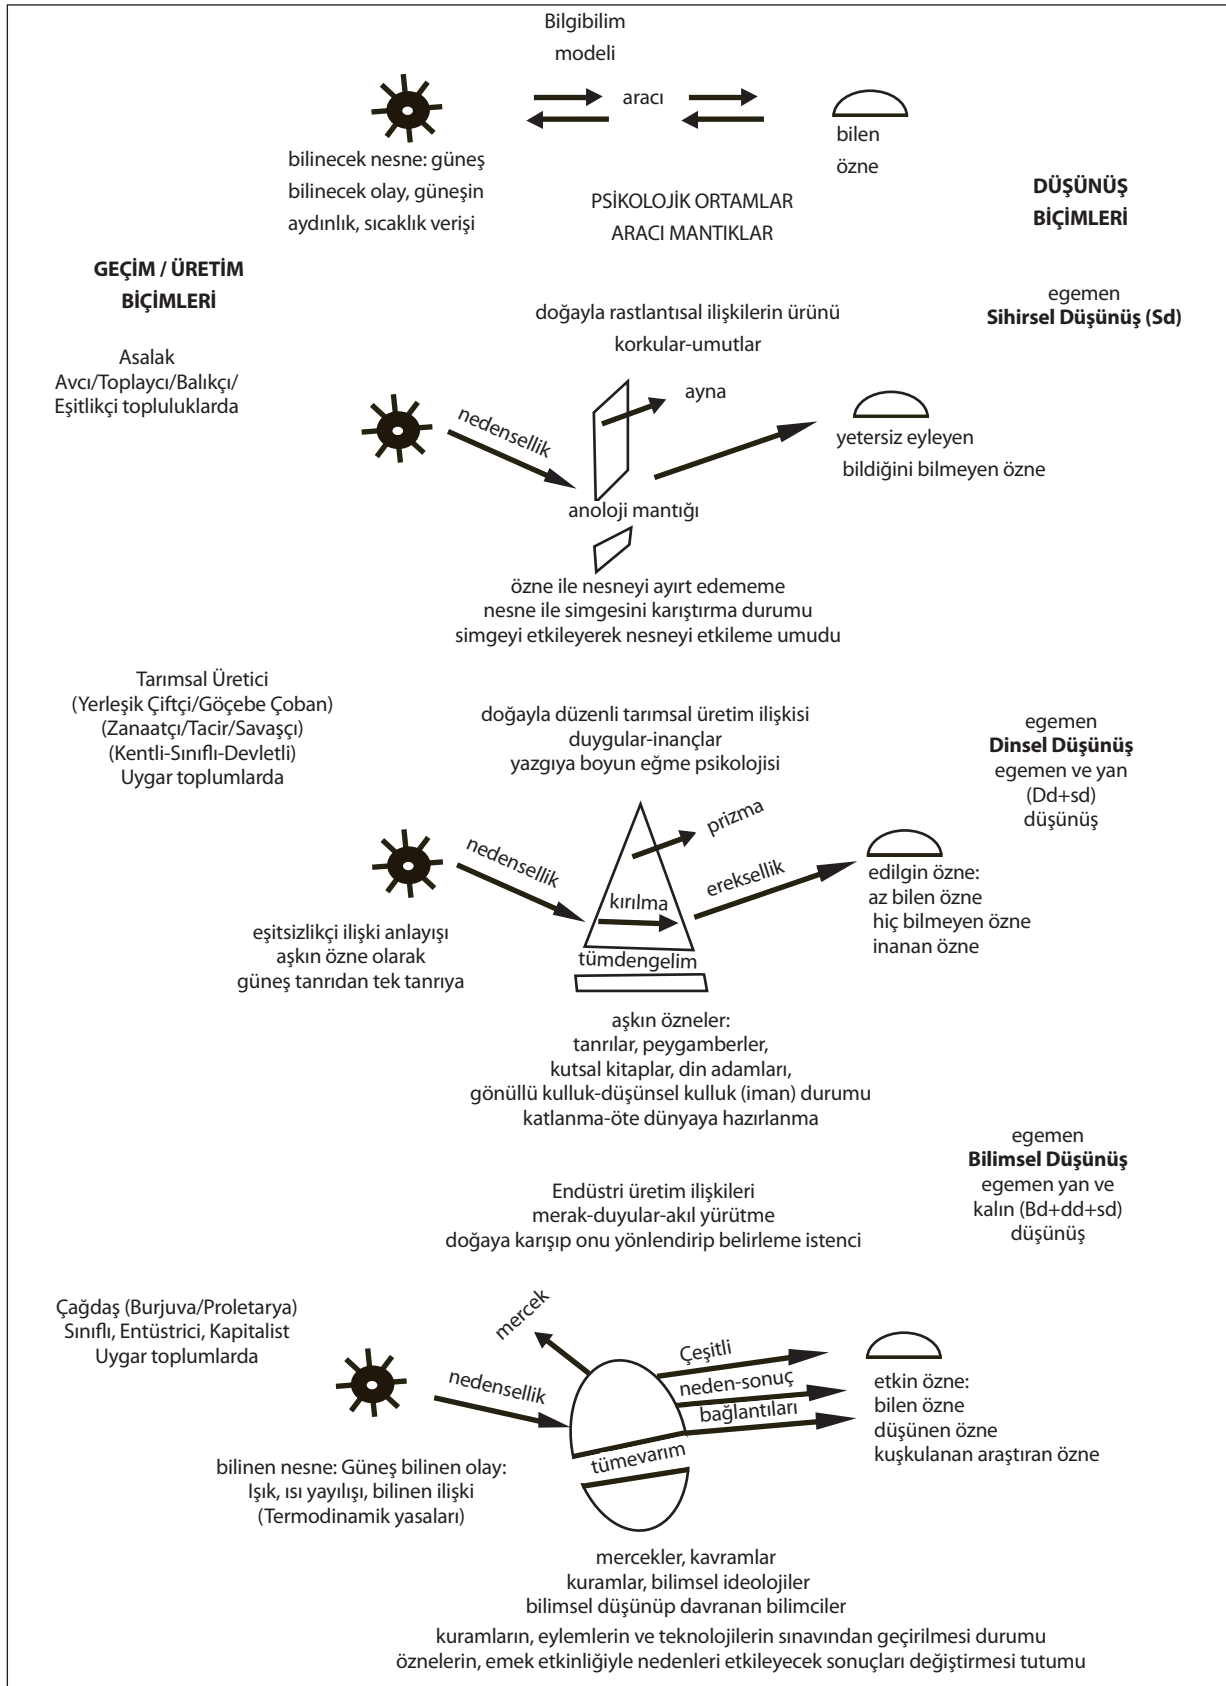 Bilgibilim
modeli
aracı
bilen
özne
bilinecek nesne: güneş
bilinecek olay, güneşin
aydınlık, sıcaklık verişi
PSİKOLOJİK ORTAMLAR
ARACI MANTIKLAR
DÜŞÜNÜŞ
BİÇİMLERİ
GEÇİM / ÜRETİM
BİÇİMLERİ
egemen
Sihirsel Düşünüş (Sd)
doğayla rastlantısal ilişkilerin ürünü
korkular-umutlar
Asalak
Avcı/Toplaycı/Balıkçı/
Eşitlikçi topluluklarda
nedensellik
ayna
yetersiz eyleyen
bildiğini bilmeyen özne
anoloji mantığı
özne ile nesneyi ayırt edememe
nesne ile simgesini karıştırma durumu
simgeyi etkileyerek nesneyi etkileme umudu
Tarımsal Üretici
(Yerleşik Çiftçi/Göçebe Çoban)
(Zanaatçı/Tacir/Savaşçı)
(Kentli-Sınıflı-Devletli)
Uygar toplumlarda
doğayla düzenli tarımsal üretim ilişkisi
duygular-inançlar
yazgıya boyun eğme psikolojisi
egemen
Dinsel Düşünüş
egemen ve yan
(Dd+sd)
düşünüş
nedensellik
prizma
kırılma
ereksellik
edilgin özne:
az bilen özne
hiç bilmeyen özne
inanan özne
eşitsizlikçi ilişki anlayışı
aşkın özne olarak
güneş tanrıdan tek tanrıya
tümdengelim
aşkın özneler:
tanrılar, peygamberler,
kutsal kitaplar, din adamları,
gönüllü kulluk-düşünsel kulluk (iman) durumu
katlanma-öte dünyaya hazırlanma
egemen
Bilimsel Düşünüş
egemen yan ve
kalın (Bd+dd+sd)
düşünüş
Endüstri üretim ilişkileri
merak-duyular-akıl yürütme
doğaya karışıp onu yönlendirip belirleme istenci
Çağdaş (Burjuva/Proletarya)
Sınıflı, Entüstrici, Kapitalist
Uygar toplumlarda
nedensellik
mercek
Çeşitli
neden-sonuç
bağlantıları
tümevarım
etkin özne:
bilen özne
düşünen özne
kuşkulanan araştıran özne
bilinen nesne: Güneş bilinen olay:
Işık, ısı yayılışı, bilinen ilişki
(Termodinamik yasaları)
mercekler, kavramlar
kuramlar, bilimsel ideolojiler
bilimsel düşünüp davranan bilimciler
kuramların, eylemlerin ve teknolojilerin sınavından geçirilmesi durumu
öznelerin, emek etkinliğiyle nedenleri etkileyecek sonuçları değiştirmesi tutumu